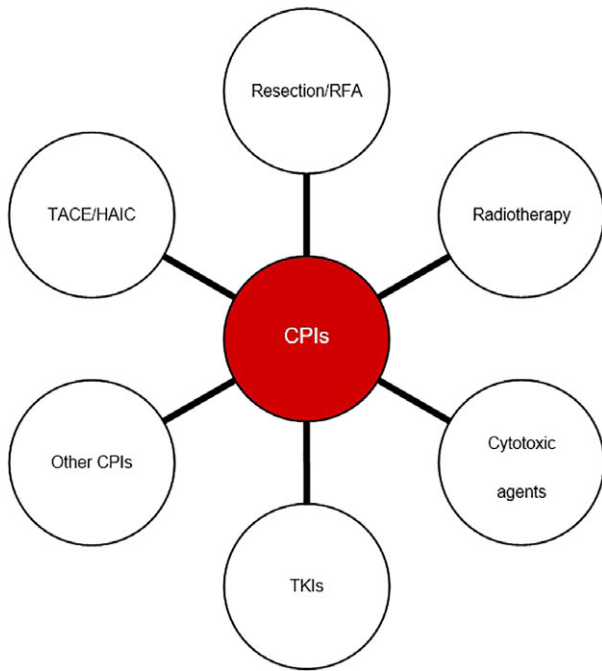 Resection/RFA
TACE/HAIC
Radiotherapy
CPIs
Other CPIs
Cytotoxic
agents
TKIs